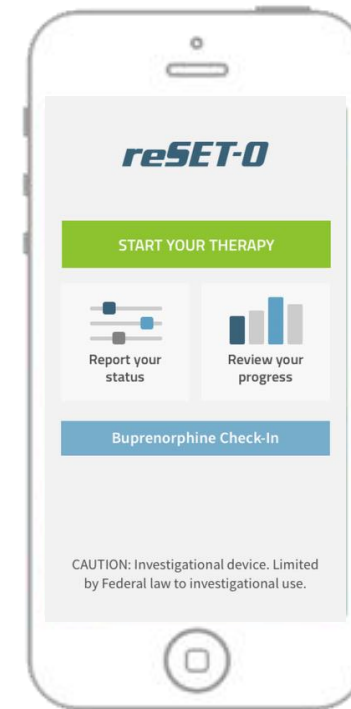 reSET-O
START YOUR THERAPY
Report your
status
Review your
progress
Buprenorphine Check-In
CAUTION: Investigational device. Limited
by Federal law to investigational use.